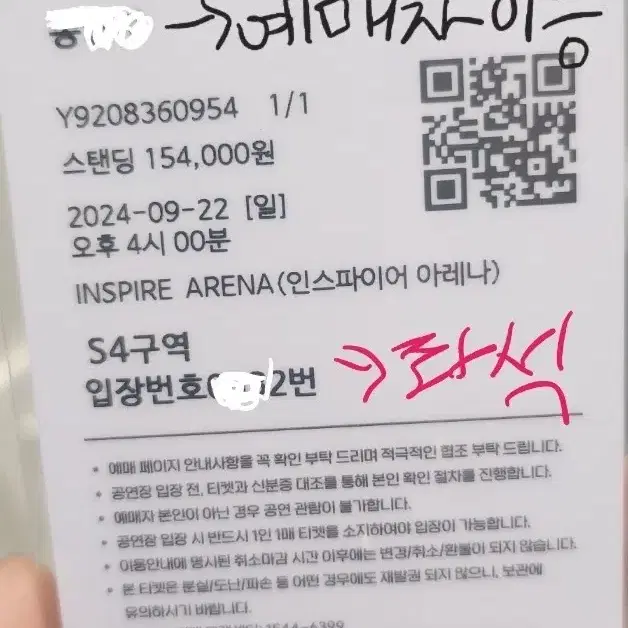 →예매자이름
Y9208360954 1/1
스탠딩 154,000원
2024-09-22 [일]
오후 4시 00분
INSPIRE ARENA(인스파이어 아레나)
S4구역
입장번호 2번 →좌석
• 예매 페이지 안내사항을 꼭 확인 부탁 드리며 적극적인 협조 부탁 드립니다.
• 공연장 입장 전, 티켓과 신분증 대조를 통해 본인 확인 절차를 진행합니다.
• 예매자 본인이 아닌 경우 공연 관람이 불가합니다.
• 공연장 입장 시 반드시 1인 1매 티켓을 소지하여야 입장이 가능합니다.
• 이동안내에 명시된 취소마감 시간 이후에는 변경/취소/환불이 되지 않습니다.
• 본 티켓은 분실/도난/파손 등 어떤 경우에도 재발권 되지 않으니, 보관에
유의하시기 바랍니다.